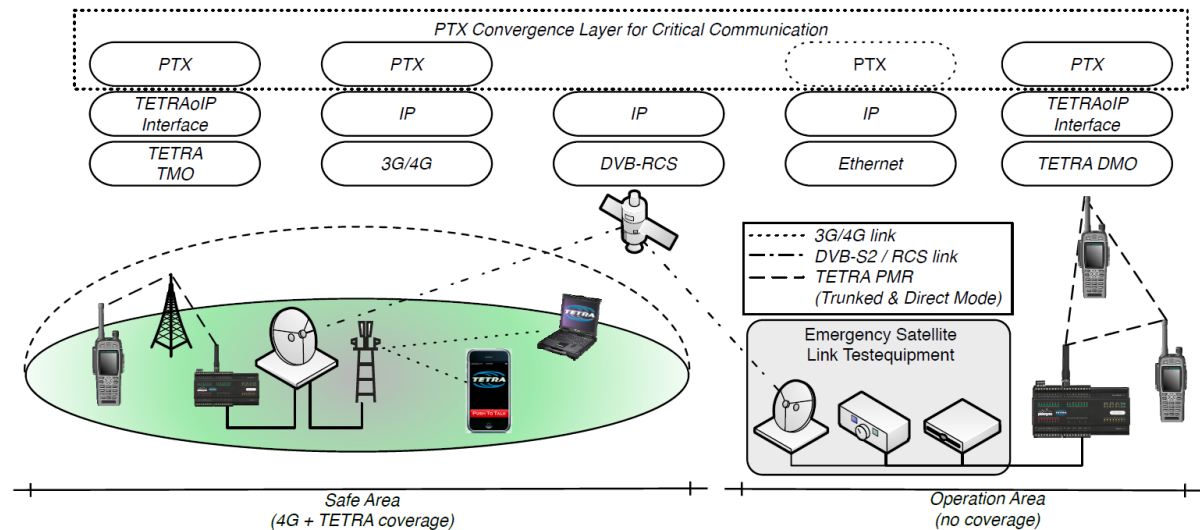 PTX Convergence Layer for Critical Communication
PTX
PTX
PTX
PTX
TETRAoIP
Interface
IP
IP
IP
TETRAoIP
Interface
TETRA
TMO
3G/4G
DVB-RCS
Ethernet
TETRA DMO
3G/4G link
DVB-S2 / RCS link
TETRA PMR
(Trunked & Direct Mode)
TETRA
TETRA
PUSH TO TALK
Emergency Satellite
Link Testequipment
Safe Area
(4G + TETRA coverage)
Operation Area
(no coverage)